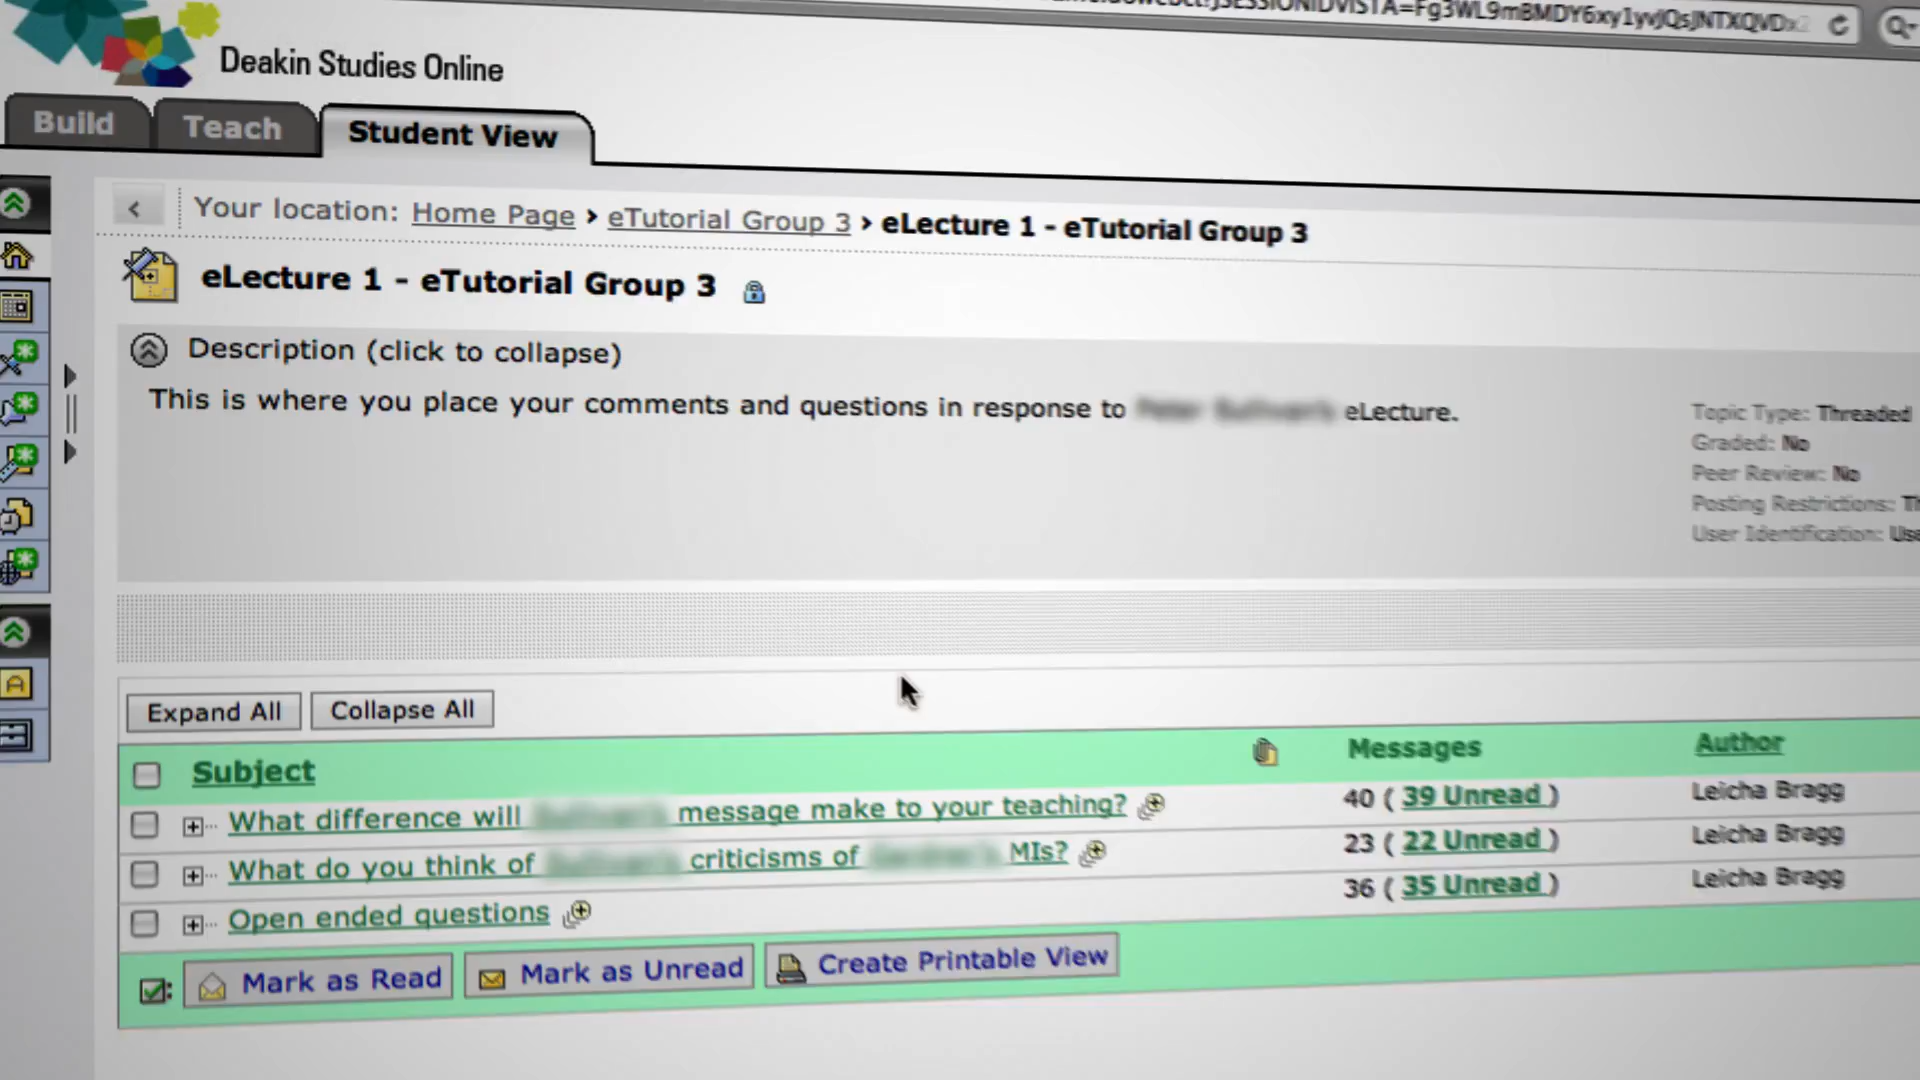 Fg3WL9mBMDY6xy1yvJQsJNTXQVDx
Deakin Studies Online
Build Teach Student View
Your location: Home Page › eTutorial Group 3 › eLecture 1 - eTutorial Group 3
eLecture 1 - eTutorial Group 3
Description (click to collapse)
This is where you place your comments and questions in response to eLecture.
Topic Type: Threaded
Graded: No
Peer Review: No
Posting Restrictions:
User Identification:
Expand All Collapse All
Subject Messages Author
What difference will message make to your teaching? 40 ( 39 Unread ) Leicha Bragg
What do you think of criticisms of MIs? 23 ( 22 Unread ) Leicha Bragg
Open ended questions 36 ( 35 Unread ) Leicha Bragg
Mark as Read Mark as Unread Create Printable View